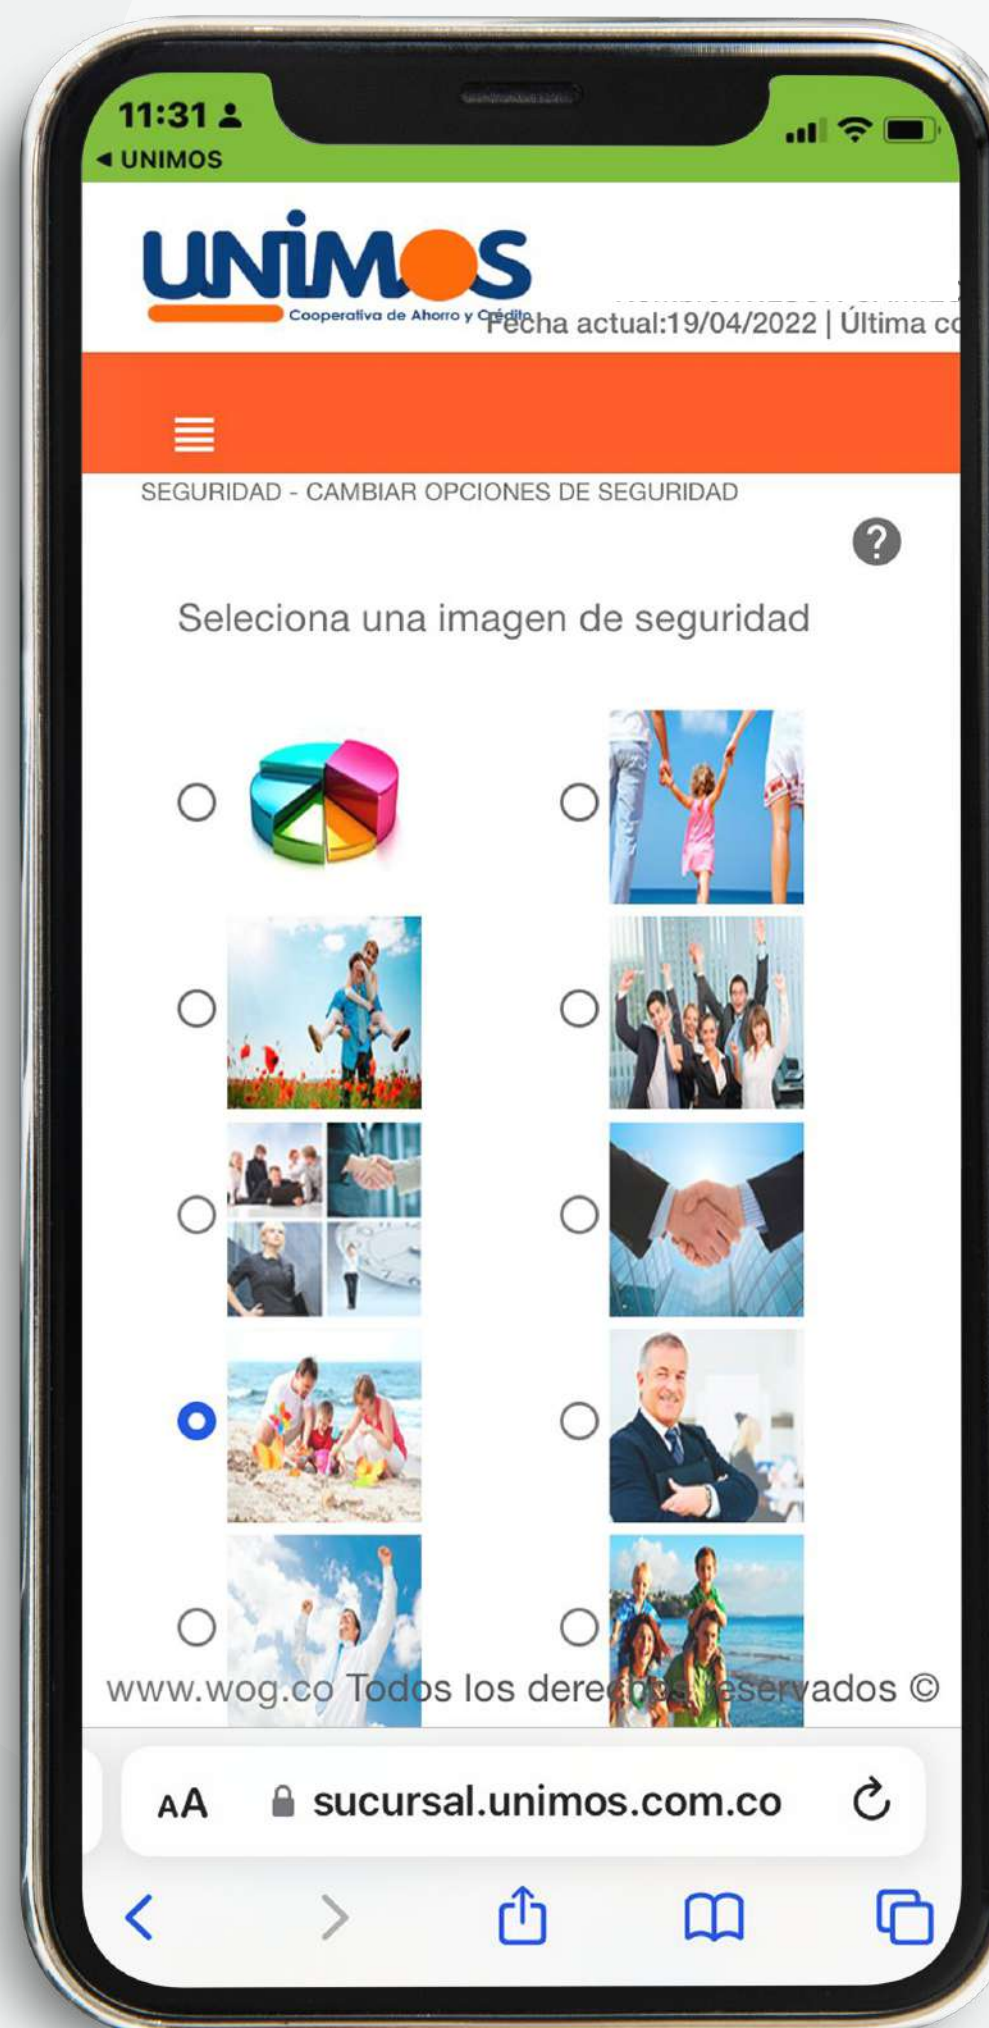 11:31
◀ UNIMOS
UNIMOS
Cooperativa de Ahorro y Crédito
Fecha actual:19/04/2022 | Última co
SEGURIDAD - CAMBIAR OPCIONES DE SEGURIDAD
?
Seleciona una imagen de seguridad
www.wog.co Todos los derechos reservados ©
AA sucursal.unimos.com.co